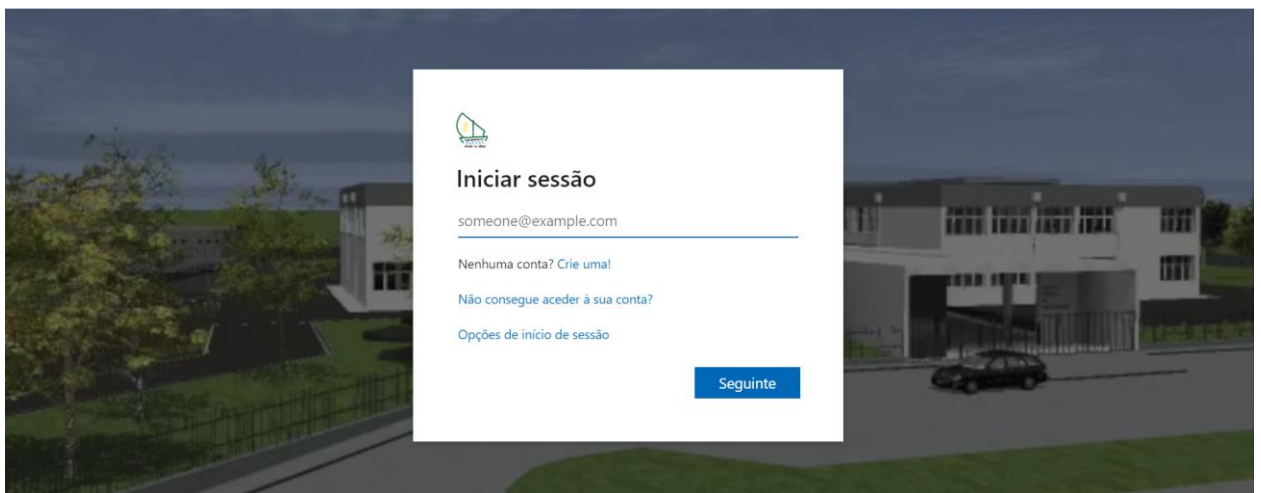 Iniciar sessão
someone@example.com
Nenhuma conta? Crie uma!
Não consegue aceder à sua conta?
Opções de início de sessão
Seguinte